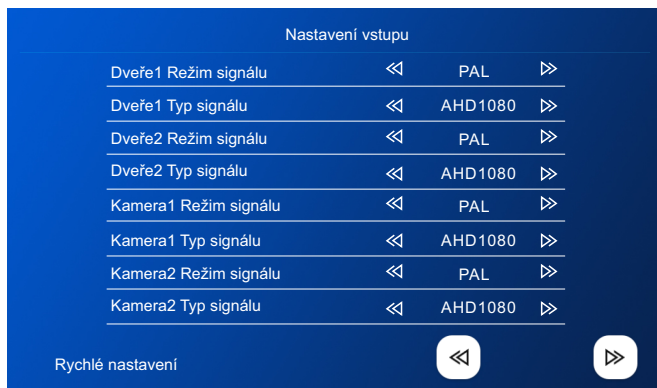 Nastavení vstupu
Dveře1 Režim signálu PAL
Dveře1 Typ signálu AHD1080
Dveře2 Režim signálu PAL
Dveře2 Typ signálu AHD1080
Kamera1 Režim signálu PAL
Kamera1 Typ signálu AHD1080
Kamera2 Režim signálu PAL
Kamera2 Typ signálu AHD1080
Rychlé nastavení